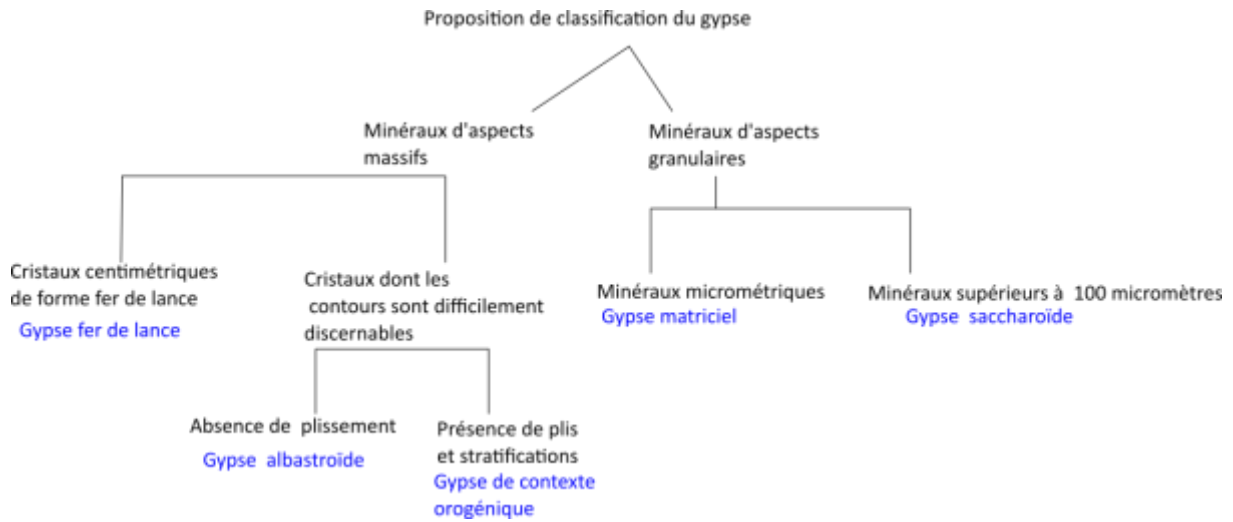 Proposition de classification du gypse
Minéraux d'aspects
massifs
Minéraux d'aspects
granulaires
Cristaux centimétriques
de forme fer de lance
Gypse fer de lance
Cristaux dont les
contours sont difficilement
discernables
Minéraux micrométriques
Gypse matriciel
Minéraux supérieurs à 100 micromètres
Gypse saccharoïde
Absence de plissement
Gypse albastroïde
Présence de plis
et stratifications
Gypse de contexte
orogénique